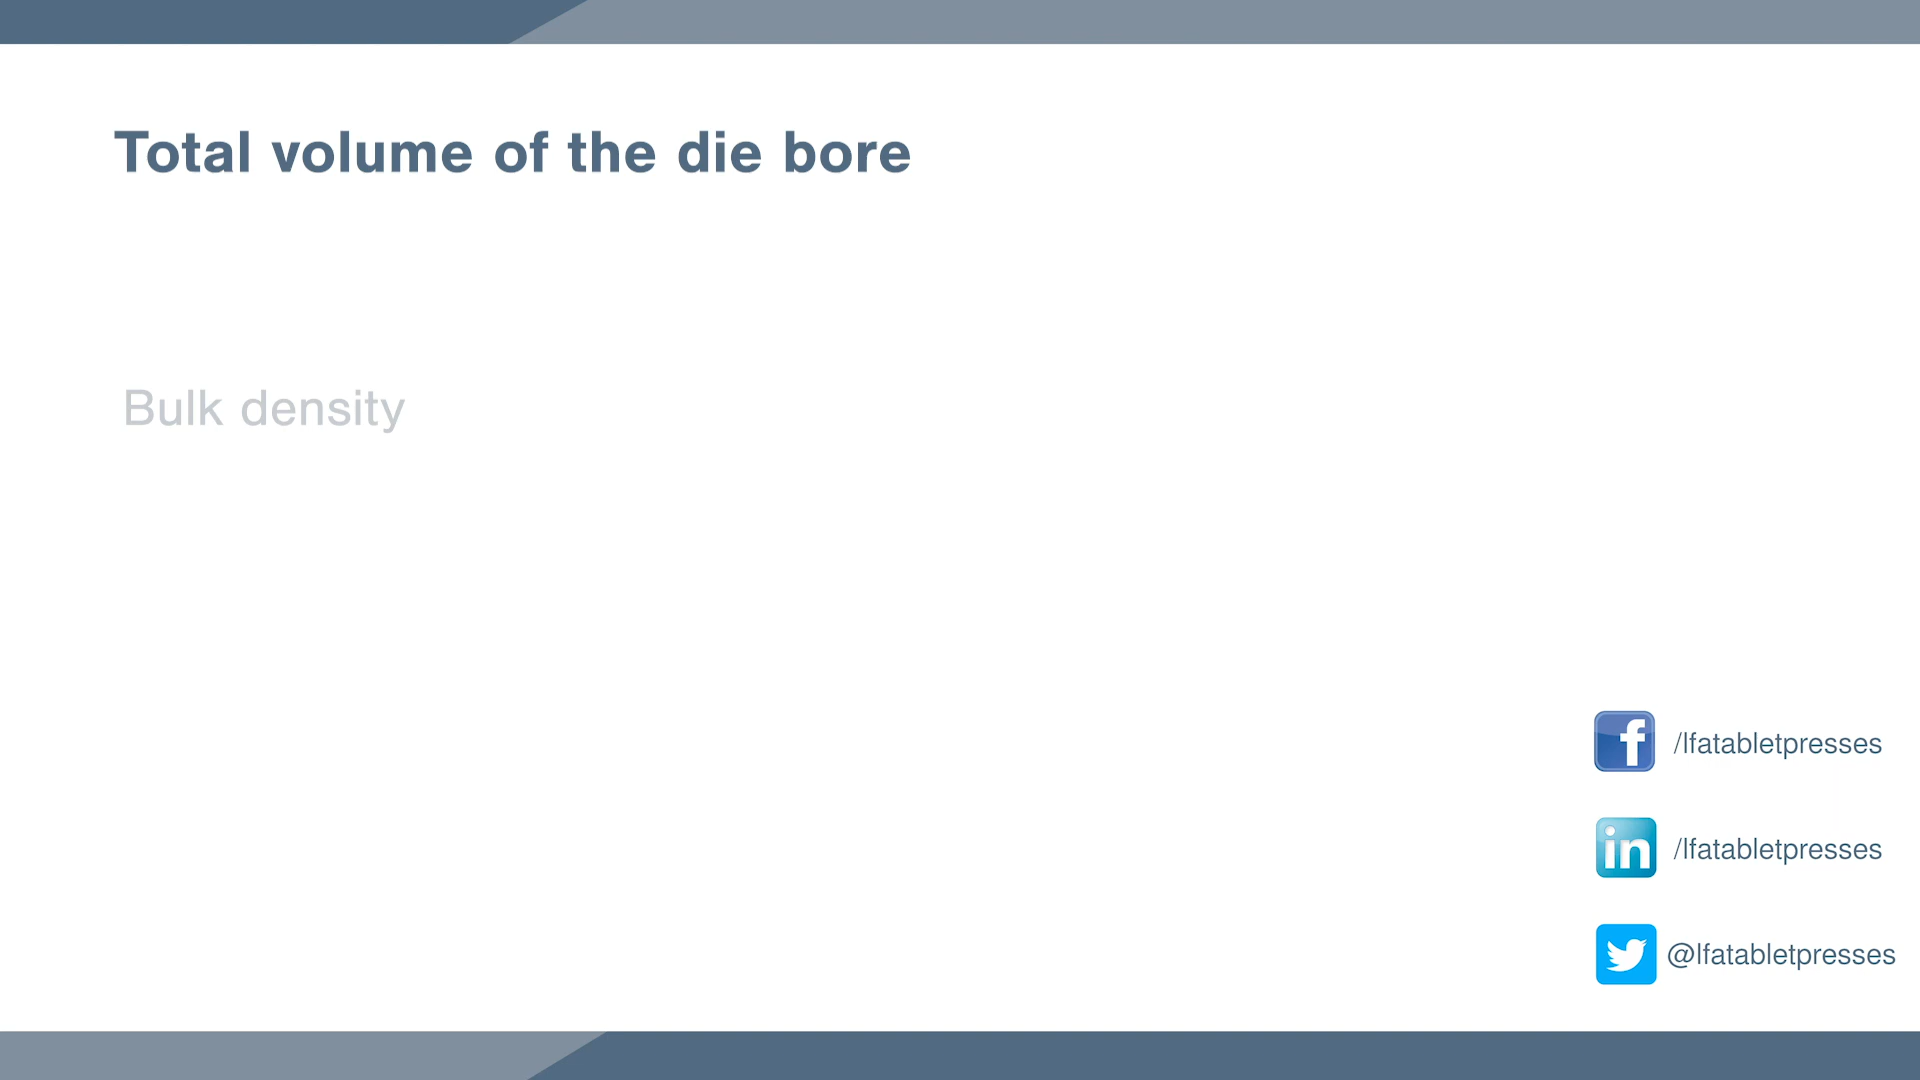 Total volume of the die bore
Bulk density
/lfatabletpresses
/lfatabletpresses
@lfatabletpresses